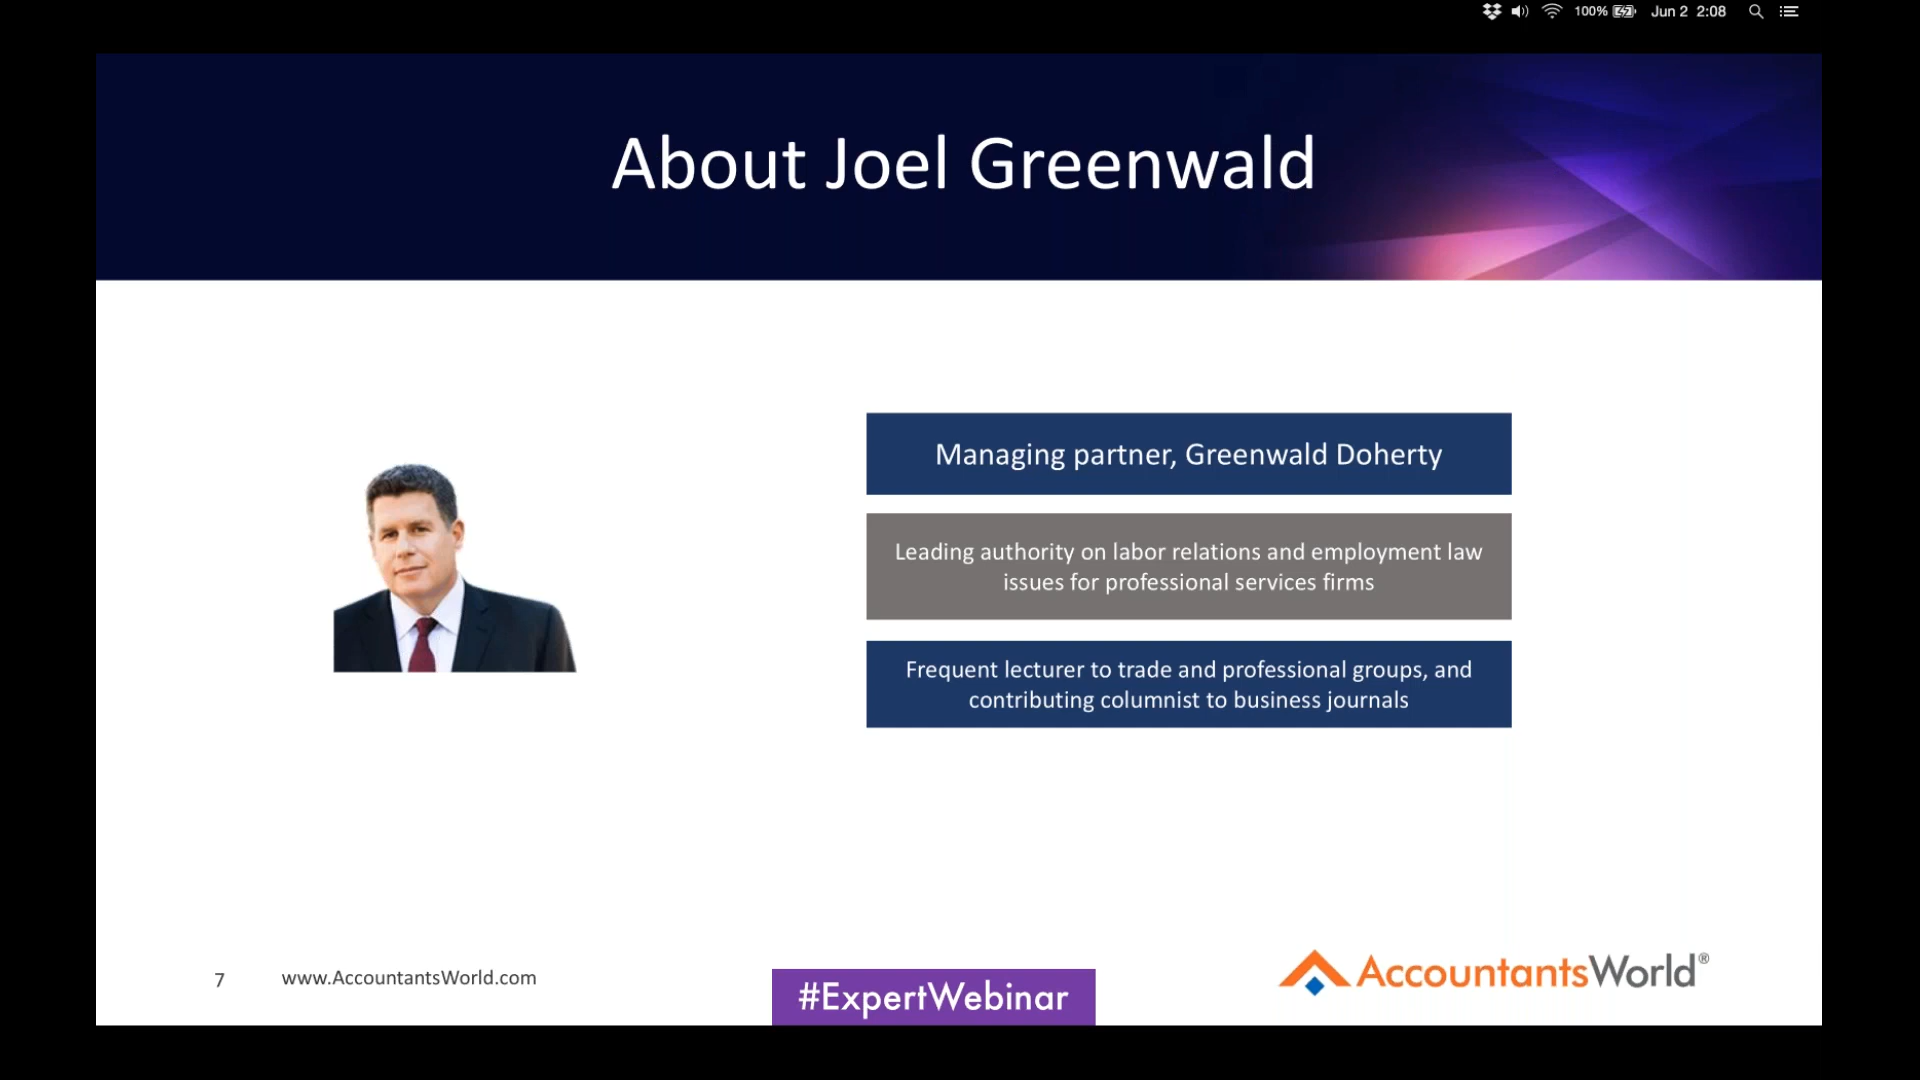 100% Jun 2 2:08
About Joel Greenwald
Managing partner, Greenwald Doherty
Leading authority on labor relations and employment law
issues for professional services firms
Frequent lecturer to trade and professional groups, and
contributing columnist to business journals
7 www.AccountantsWorld.com
#ExpertWebinar
AccountantsWorld®